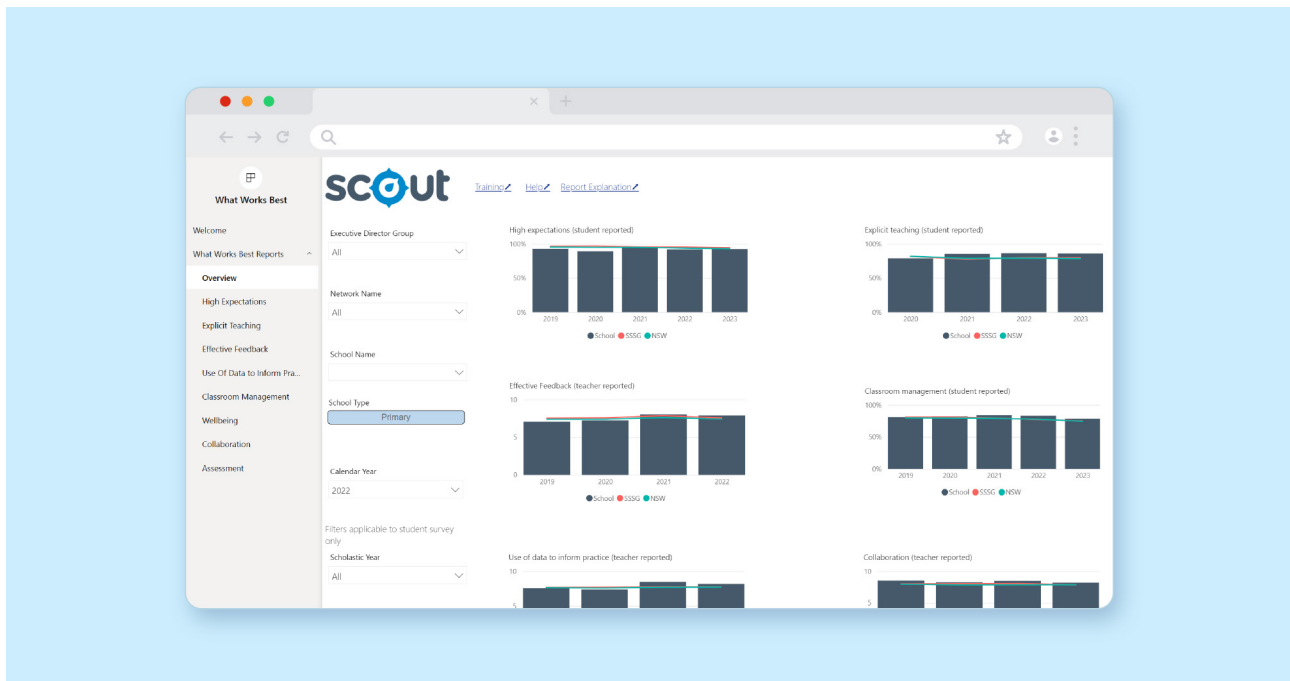 What Works Best
Welcome
What Works Best Reports
Overview
High Expectations
Explicit Teaching
Effective Feedback
Use Of Data to Inform Pra...
Classroom Management
Wellbeing
Collaboration
Assessment
scout
Training Help Report Explanation
Executive Director Group
All
Network Name
All
School Name
School Type
Primary
Calendar Year
2022
Filters applicable to student survey
only
Scholastic Year
All
High expectations (student reported)
100%
50%
0%
2019 2020 2021 2022 2023
School SSSG NSW
Explicit teaching (student reported)
100%
50%
0%
2020 2021 2022 2023
School SSSG NSW
Effective Feedback (teacher reported)
10
5
0
2019 2020 2021 2022
School SSSG NSW
Classroom management (student reported)
100%
50%
0%
2019 2020 2021 2022 2023
School SSSG NSW
Use of data to inform practice (teacher reported)
10
5
Collaboration (teacher reported)
10
5